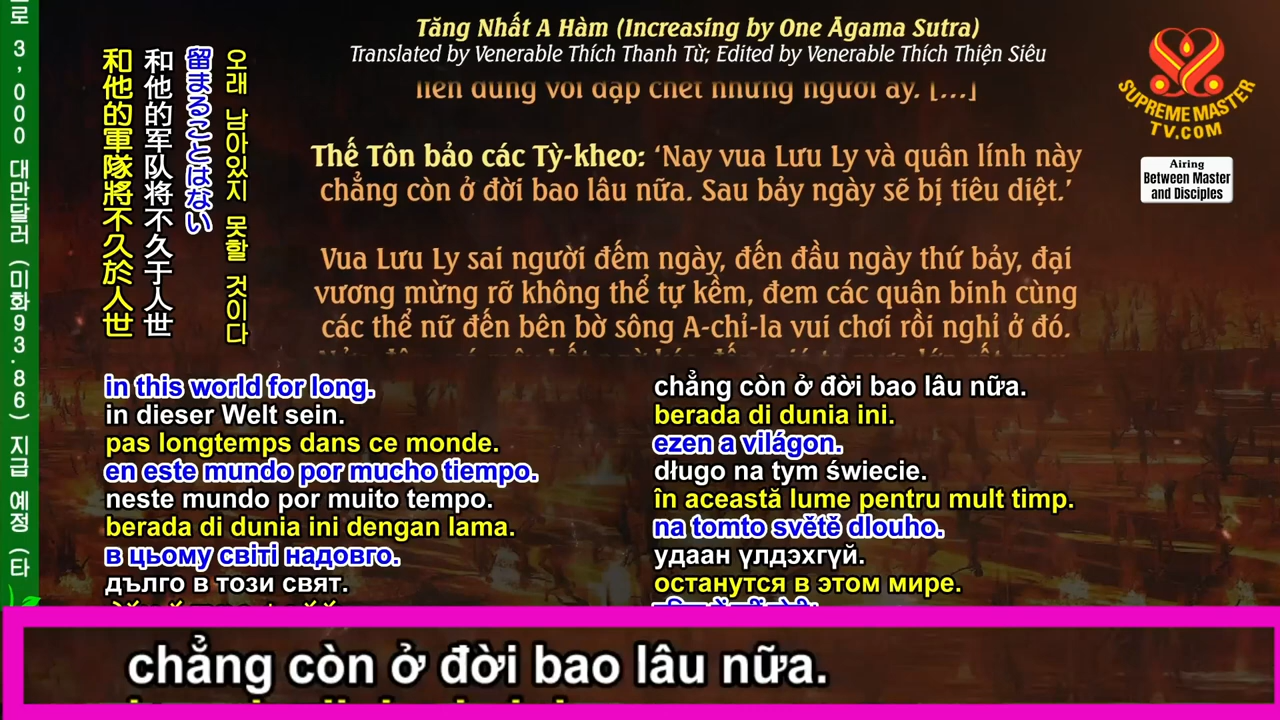 로 3,000 대만달러 (미화93.86) 지급 예정 (타
Tăng Nhất A Hàm (Increasing by One Āgama Sutra)
Translated by Venerable Thích Thanh Từ; Edited by Venerable Thích Thiện Siêu
liền dùng voi đạp chết những người ấy. […]
Thế Tôn bảo các Tỳ-kheo: ‘Nay vua Lưu Ly và quân lính này
chẳng còn ở đời bao lâu nữa. Sau bảy ngày sẽ bị tiêu diệt.’
Vua Lưu Ly sai người đếm ngày, đến đầu ngày thứ bảy, đại
vương mừng rỡ không thể tự kềm, đem các quân binh cùng
các thể nữ đến bên bờ sông A-chỉ-la vui chơi rồi nghỉ ở đó.
SUPREME MASTER
TV.COM
Airing
Between Master
and Disciples
오래 남아있지 못할 것이다
留まることはない
和他的军队将不久于人世
和他的軍隊將不久於人世
in this world for long.
in dieser Welt sein.
pas longtemps dans ce monde.
en este mundo por mucho tiempo.
neste mundo por muito tempo.
berada di dunia ini dengan lama.
в цьому світі надовго.
дълго в този свят.
chẳng còn ở đời bao lâu nữa.
berada di dunia ini.
ezen a világon.
długo na tym świecie.
în această lume pentru mult timp.
na tomto světě dlouho.
удаан үлдэхгүй.
останутся в этом мире.
chẳng còn ở đời bao lâu nữa.